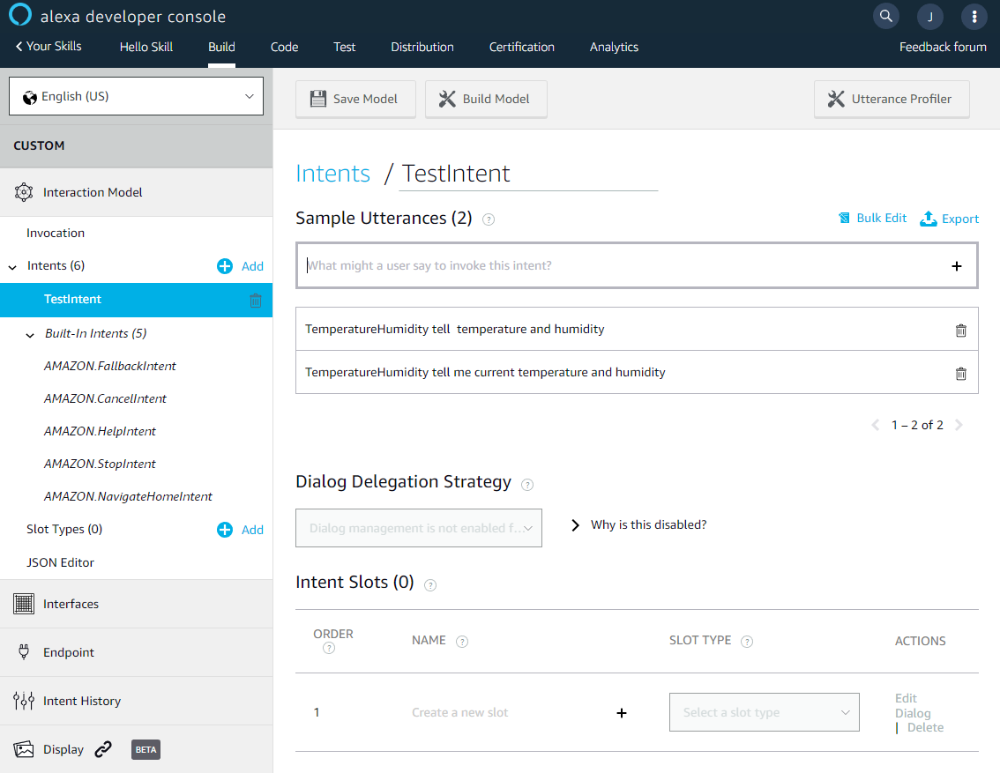 alexa developer console
J
Your Skills
Hello Skill
Build
Code
Test
Distribution
Certification
Analytics
Feedback forum
English (US)
Save Model
Build Model
Utterance Profiler
CUSTOM
Interaction Model
Invocation
Intents (6)
Add
TestIntent
Built-In Intents (5)
AMAZON.FallbackIntent
AMAZON.CancelIntent
AMAZON.HelpIntent
AMAZON.StopIntent
AMAZON.NavigateHomeIntent
Slot Types (0)
Add
JSON Editor
Interfaces
Endpoint
Intent History
Display
BETA
Intents / TestIntent
Sample Utterances (2) ?
Bulk Edit
Export
What might a user say to invoke this intent?
TemperatureHumidity tell  temperature and humidity
TemperatureHumidity tell me current temperature and humidity
1 – 2 of 2
Dialog Delegation Strategy ?
Dialog management is not enabled f...
Why is this disabled?
Intent Slots (0) ?
ORDER ?
NAME ?
SLOT TYPE ?
ACTIONS
1
Create a new slot
Select a slot type
Edit
Dialog
| Delete